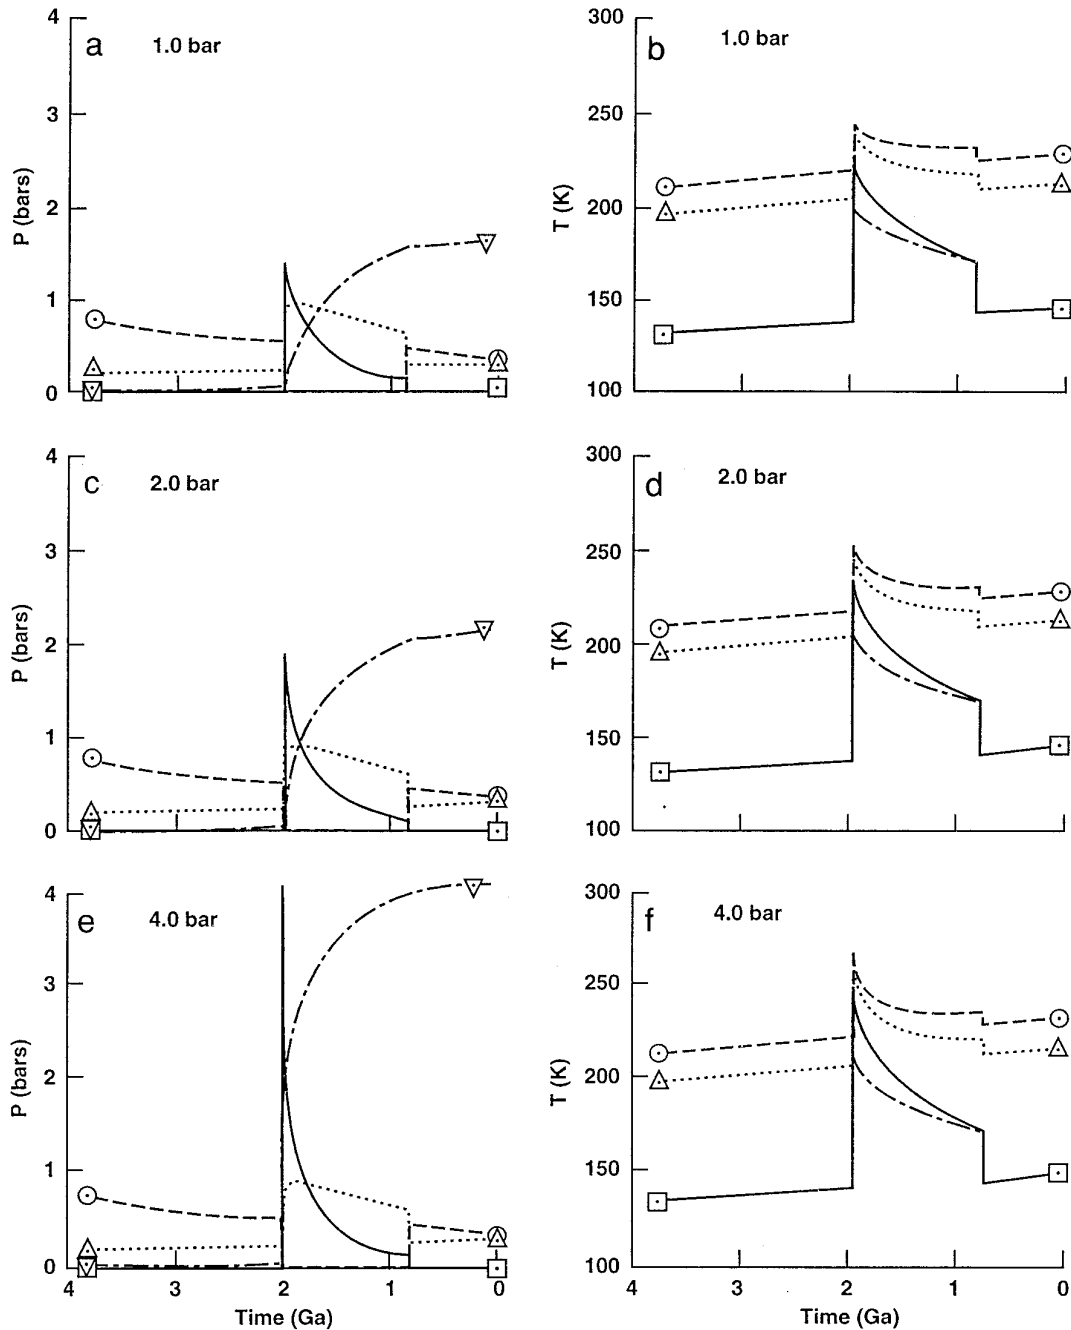 a 1.0 bar
4
3
2
1
0
P (bars)
b 1.0 bar
300
250
200
150
100
T (K)
c 2.0 bar
4
3
2
1
0
P (bars)
d 2.0 bar
300
250
200
150
100
T (K)
e 4.0 bar
4
3
2
1
0
P (bars)
4 3 2 1 0
Time (Ga)
f 4.0 bar
300
250
200
150
100
T (K)
4 3 2 1 0
Time (Ga)